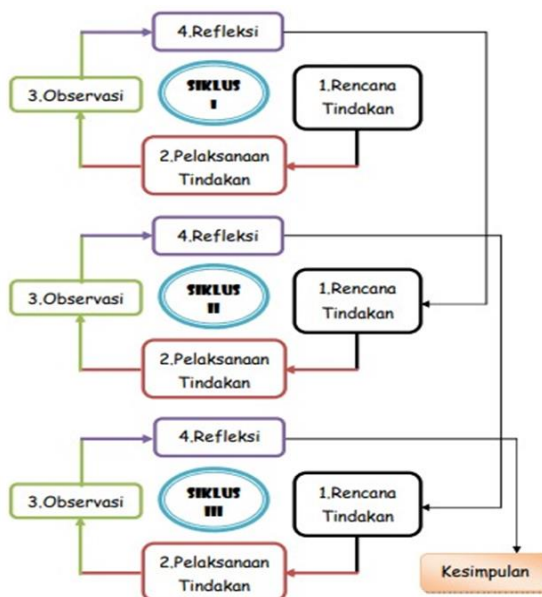 4.Refleksi
SIKLUS
I
3.Observasi
1.Rencana
Tindakan
2.Pelaksanaan
Tindakan
4.Refleksi
SIKLUS
II
3.Observasi
1.Rencana
Tindakan
2.Pelaksanaan
Tindakan
4.Refleksi
SIKLUS
III
3.Observasi
1.Rencana
Tindakan
2.Pelaksanaan
Tindakan
Kesimpulan